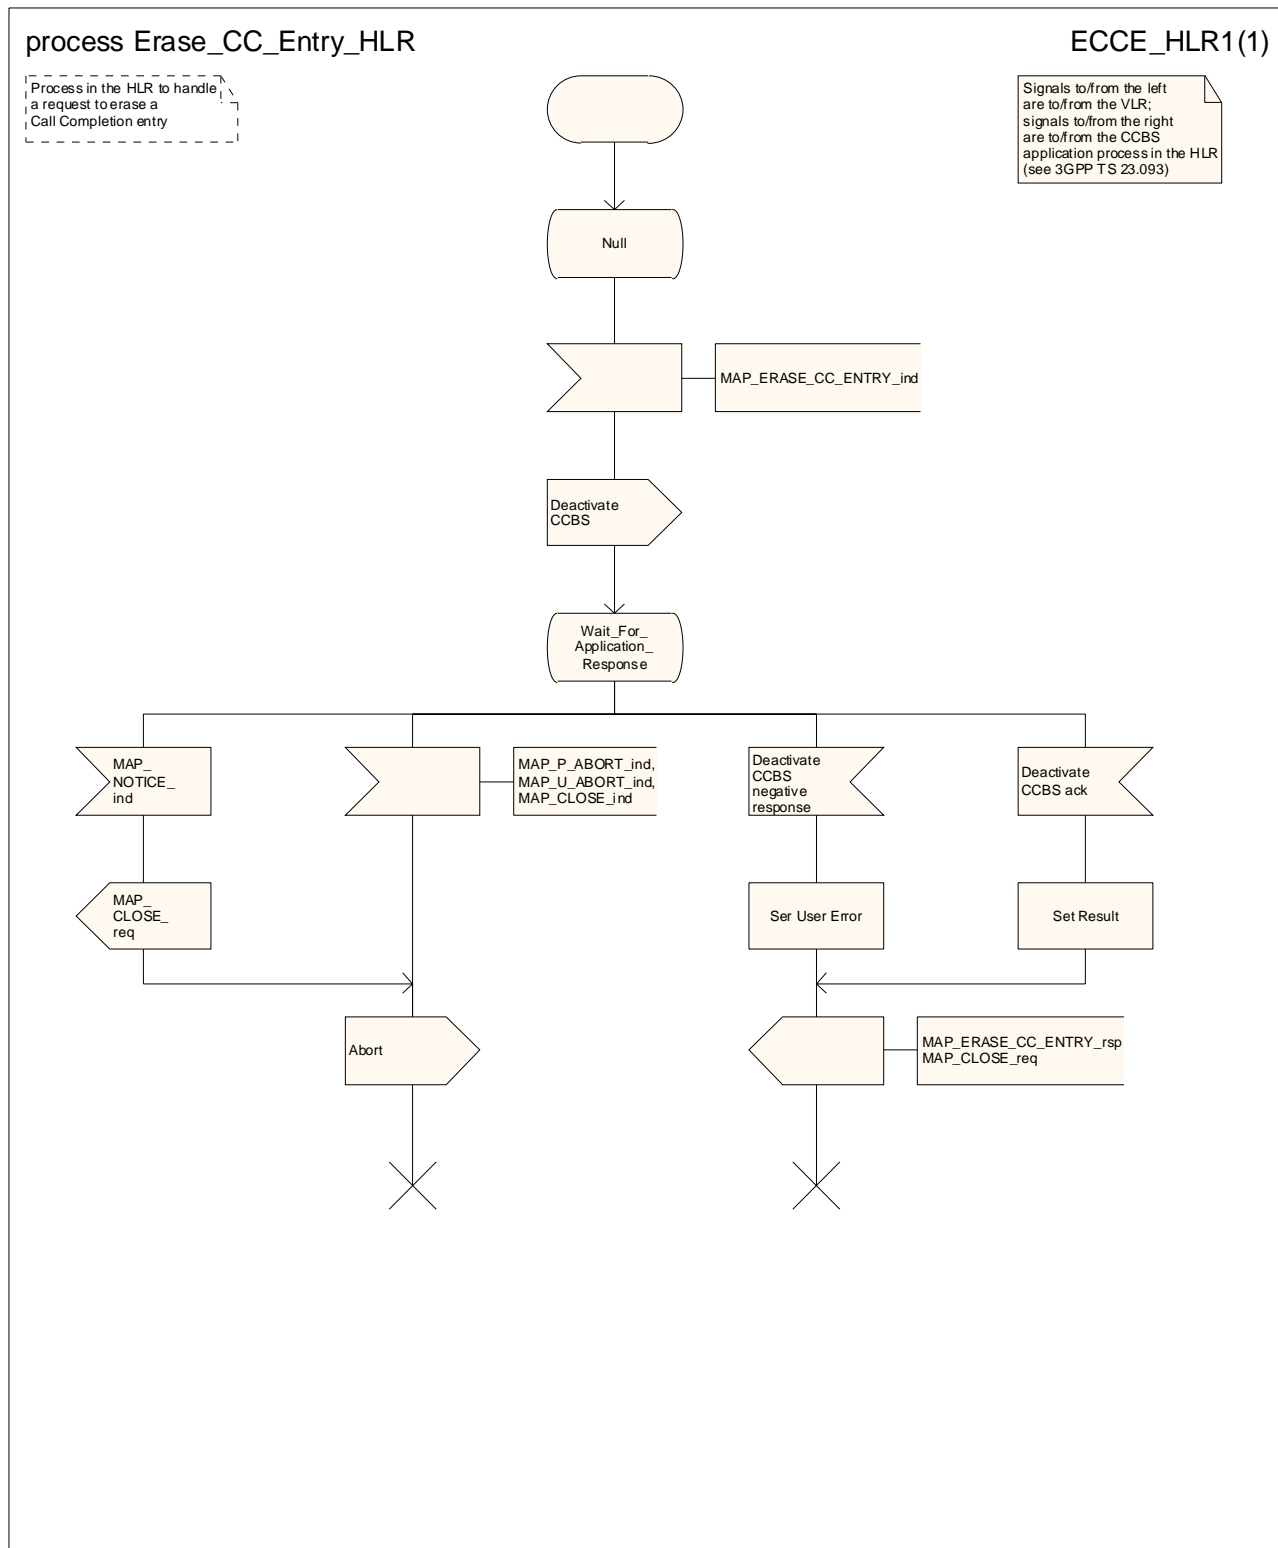 process Erase_CC_Entry_HLR
ECCE_HLR1(1)
Process in the HLR to handle
a request to erase a
Call Completion entry
Signals to/from the left
are to/from the VLR;
signals to/from the right
are to/from the CCBS
application process in the HLR
(see 3GPP TS 23.093)
Null
MAP_ERASE_CC_ENTRY_ind
Deactivate
CCBS
Wait_For_
Application_
Response
MAP_
NOTICE_
ind
MAP_P_ABORT_ind,
MAP_U_ABORT_ind,
MAP_CLOSE_ind
Deactivate
CCBS
negative
response
Deactivate
CCBS ack
MAP_
CLOSE_
req
Ser User Error
Set Result
Abort
MAP_ERASE_CC_ENTRY_rsp
MAP_CLOSE_req